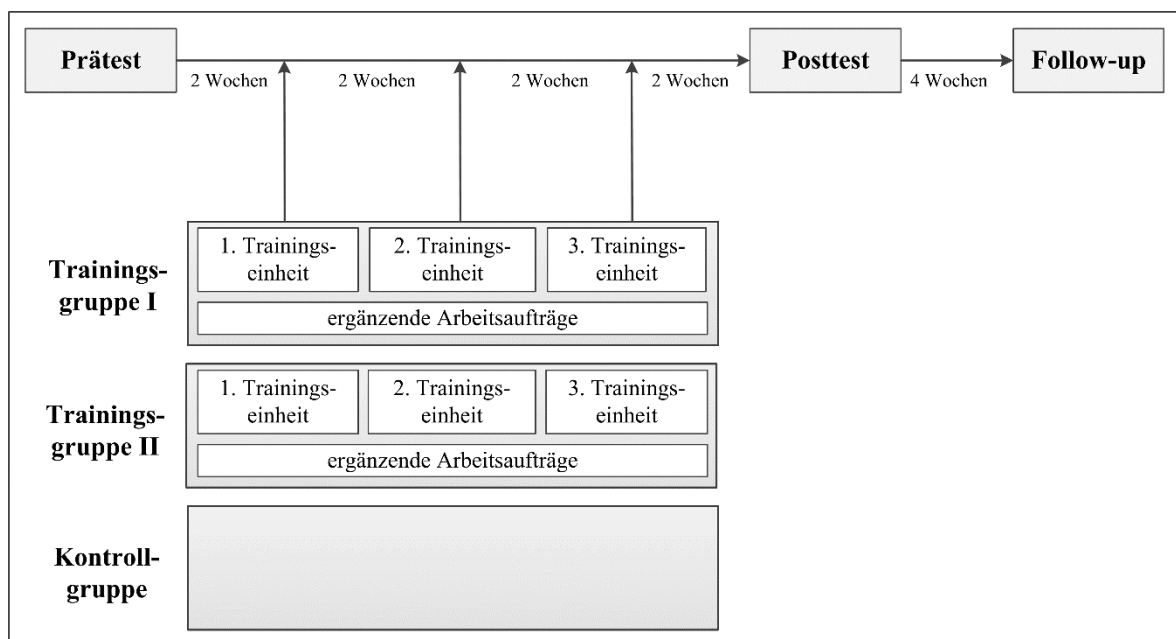 Prätest
Posttest
Follow-up
2 Wochen
2 Wochen
2 Wochen
2 Wochen
4 Wochen
Trainings-
gruppe I
1. Trainings-
einheit
2. Trainings-
einheit
3. Trainings-
einheit
ergänzende Arbeitsaufträge
Trainings-
gruppe II
1. Trainings-
einheit
2. Trainings-
einheit
3. Trainings-
einheit
ergänzende Arbeitsaufträge
Kontroll-
gruppe